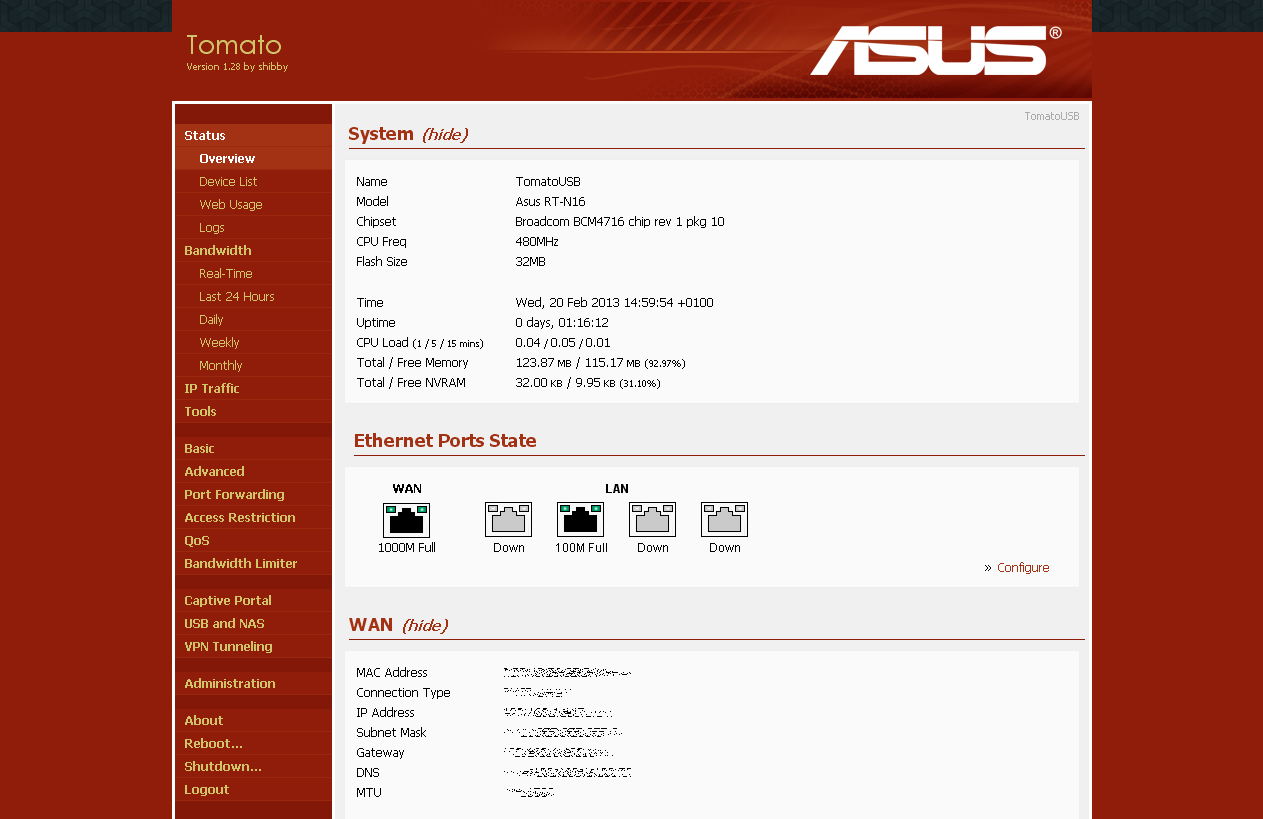 Tomato
Version 1.28 by shibby
ASUS®
Status
Overview
Device List
Web Usage
Logs
Bandwidth
Real-Time
Last 24 Hours
Daily
Weekly
Monthly
IP Traffic
Tools
Basic
Advanced
Port Forwarding
Access Restriction
QoS
Bandwidth Limiter
Captive Portal
USB and NAS
VPN Tunneling
Administration
About
Reboot...
Shutdown...
Logout
TomatoUSB
System (hide)
Name TomatoUSB
Model Asus RT-N16
Chipset Broadcom BCM4716 chip rev 1 pkg 10
CPU Freq 480MHz
Flash Size 32MB
Time Wed, 20 Feb 2013 14:59:54 +0100
Uptime 0 days, 01:16:12
CPU Load (1 / 5 / 15 mins) 0.04 / 0.05 / 0.01
Total / Free Memory 123.87 MB / 115.17 MB (92.97%)
Total / Free NVRAM 32.00 KB / 9.95 KB (31.10%)
Ethernet Ports State
WAN LAN
1000M Full Down 100M Full Down Down
» Configure
WAN (hide)
MAC Address
Connection Type
IP Address
Subnet Mask
Gateway
DNS
MTU